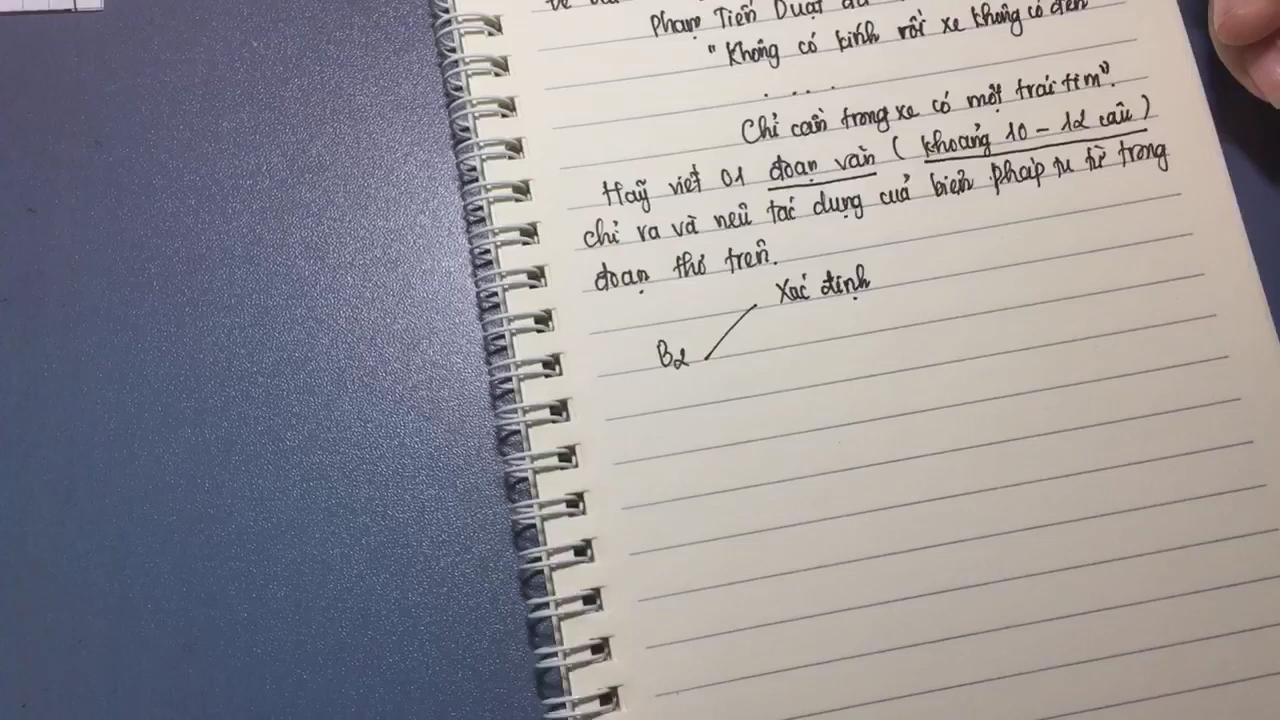 Phạm Tiến Duật
"Không có kính rồi xe không có đèn
. . . .
Chỉ cần trong xe có một trái tim".
Hãy viết 01 đoạn văn ( khoảng 10 - 12 câu )
chỉ ra và nêu tác dụng của biện pháp tu từ trong
đoạn thơ trên.
Xác định
B2